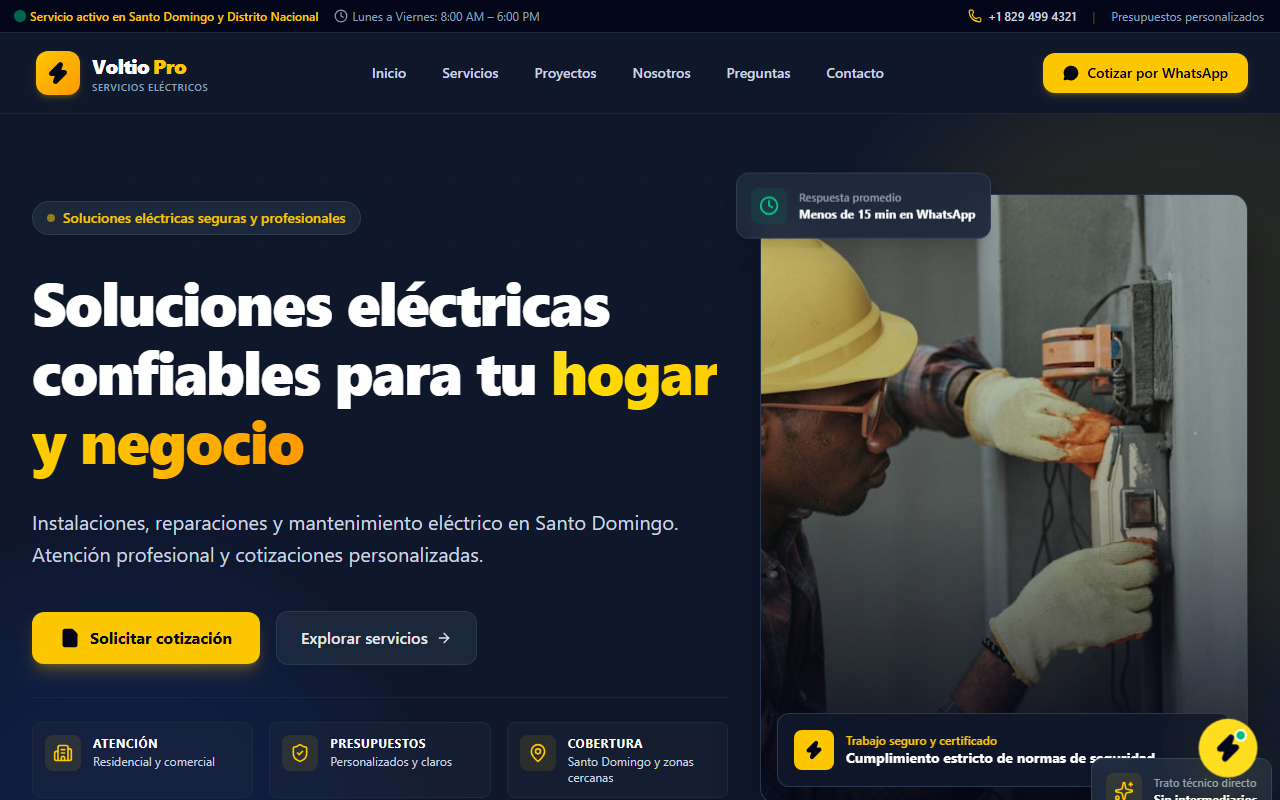 Servicio activo en Santo Domingo y Distrito Nacional
Lunes a Viernes: 8:00 AM – 6:00 PM
+1 829 499 4321 | Presupuestos personalizados
Voltio Pro
SERVICIOS ELÉCTRICOS
Inicio
Servicios
Proyectos
Nosotros
Preguntas
Contacto
Cotizar por WhatsApp
Soluciones eléctricas seguras y profesionales
Soluciones eléctricas
confiables para tu hogar
y negocio
Instalaciones, reparaciones y mantenimiento eléctrico en Santo Domingo.
Atención profesional y cotizaciones personalizadas.
Solicitar cotización
Explorar servicios →
ATENCIÓN
Residencial y comercial
PRESUPUESTOS
Personalizados y claros
COBERTURA
Santo Domingo y zonas
cercanas
Respuesta promedio
Menos de 15 min en WhatsApp
Trabajo seguro y certificado
Cumplimiento estricto de normas de seguridad
Trato técnico directo
Sin intermediarios